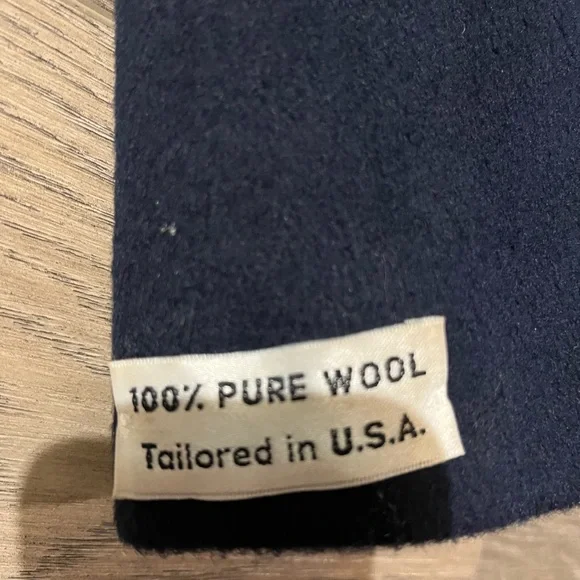 100% PURE WOOL
Tailored in U.S.A.